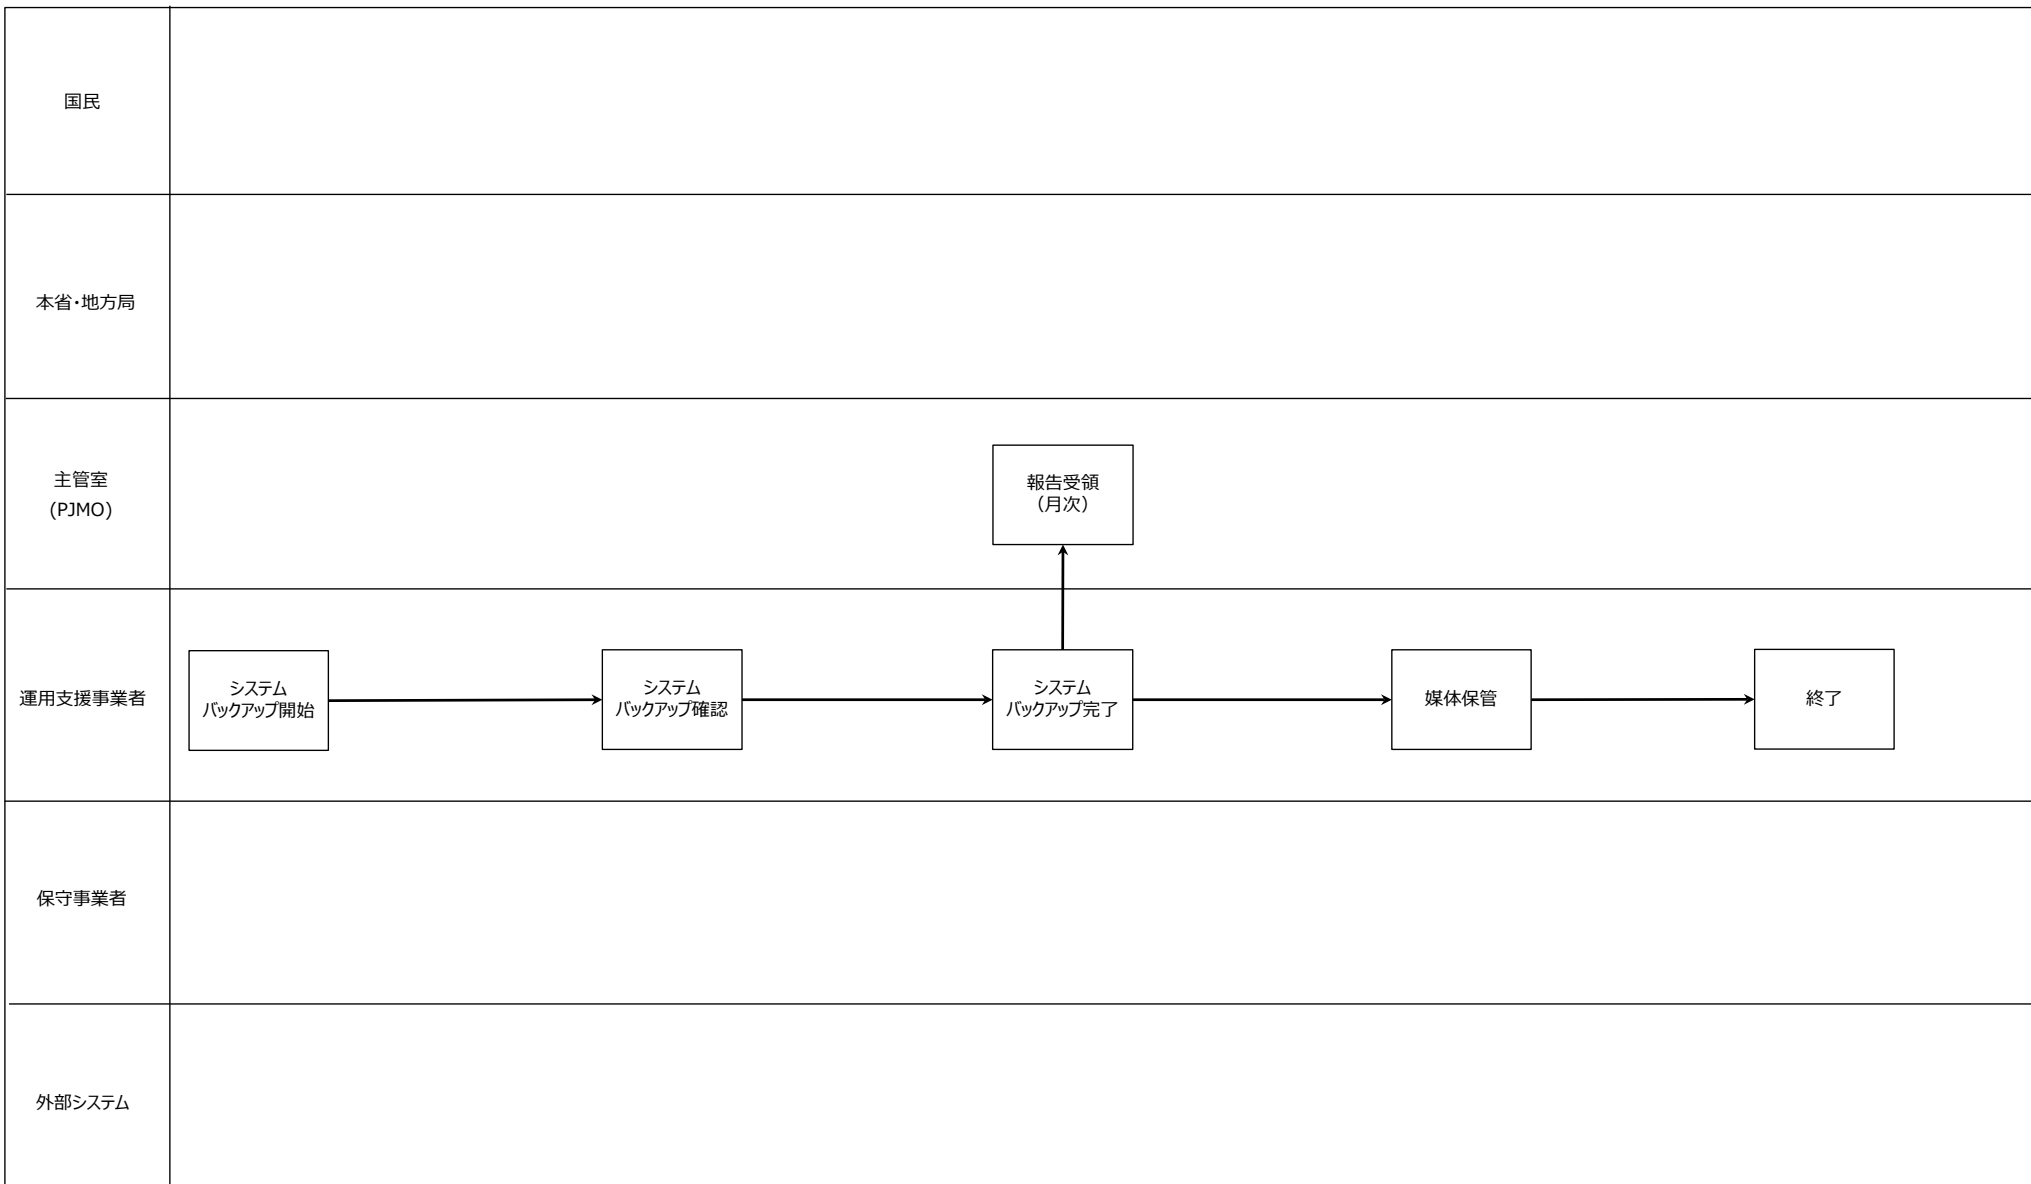 国民
本省・地方局
主管室
(PJMO)
報告受領
（月次）
運用支援事業者
システム
バックアップ開始
システム
バックアップ確認
システム
バックアップ完了
媒体保管
終了
保守事業者
外部システム